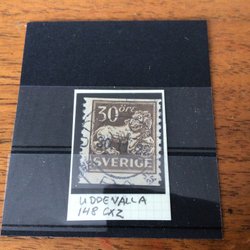 30 ÖRE
SVERIGE
UDDEVALLA
148 CXZ